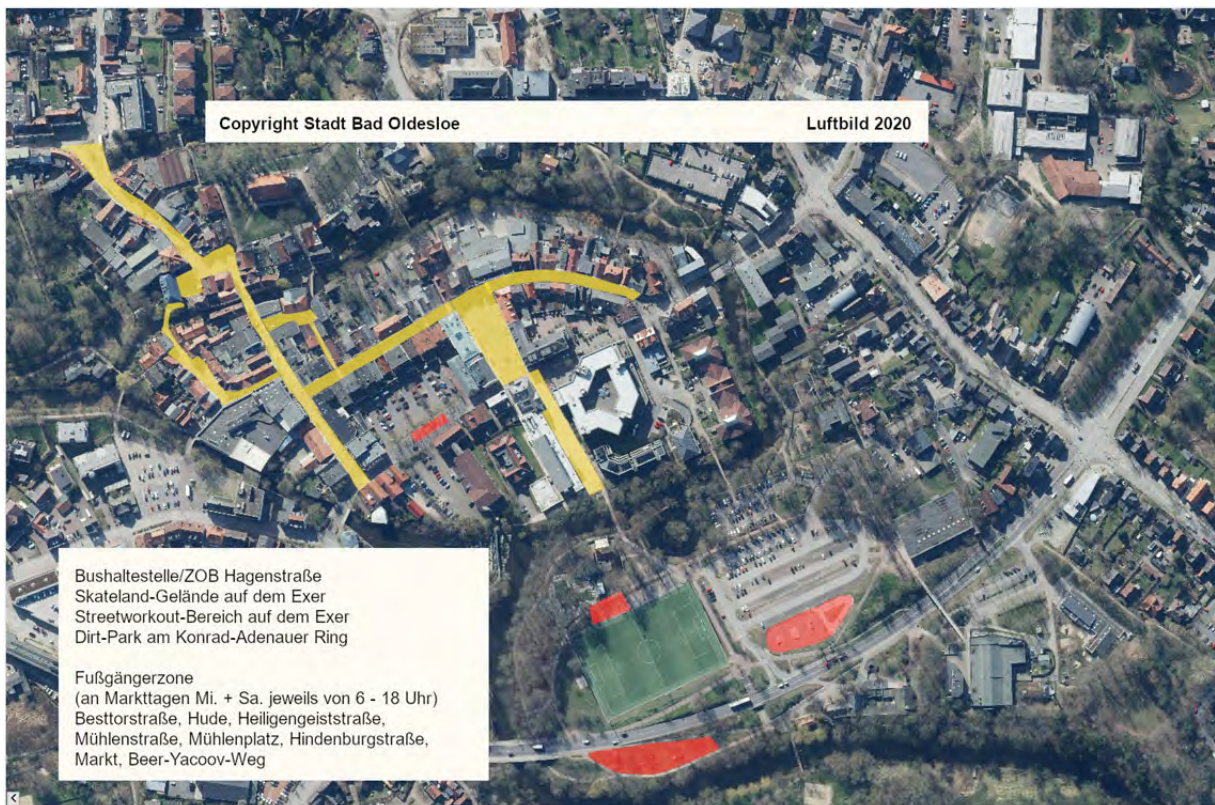 Copyright Stadt Bad Oldesloe Luftbild 2020
Bushaltestelle/ZOB Hagenstraße
Skateland-Gelände auf dem Exer
Streetworkout-Bereich auf dem Exer
Dirt-Park am Konrad-Adenauer Ring
Fußgängerzone
(an Markttagen Mi. + Sa. jeweils von 6 - 18 Uhr)
Besttorstraße, Hude, Heiligengeiststraße,
Mühlenstraße, Mühlenplatz, Hindenburgstraße,
Markt, Beer-Yacoov-Weg